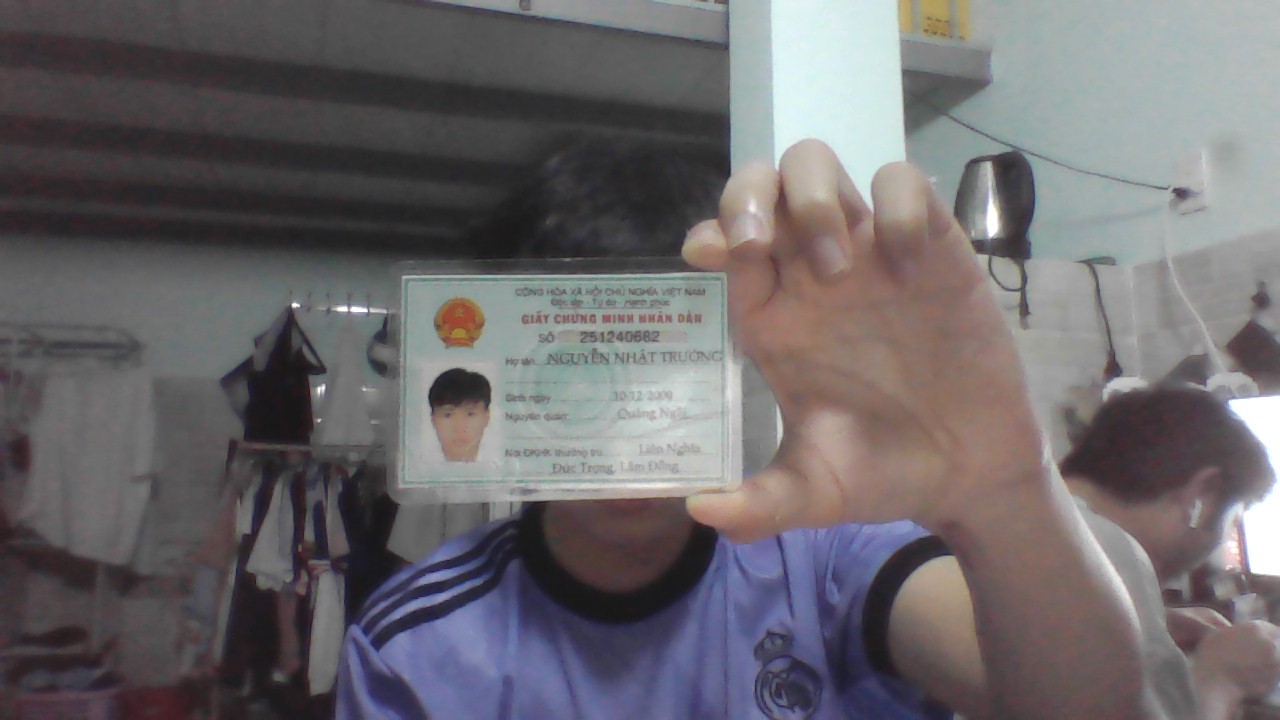 CỘNG HÒA XÃ HỘI CHỦ NGHĨA VIỆT NAM
Độc lập - Tự do - Hạnh phúc
GIẤY CHỨNG MINH NHÂN DÂN
SỐ 251240682
Họ tên NGUYỄN NHẬT TRƯỜNG
Sinh ngày 10-12-2000
Nguyên quán Quảng Ngãi
Nơi ĐKHK thường trú Liên Nghĩa
Đức Trọng, Lâm Đồng